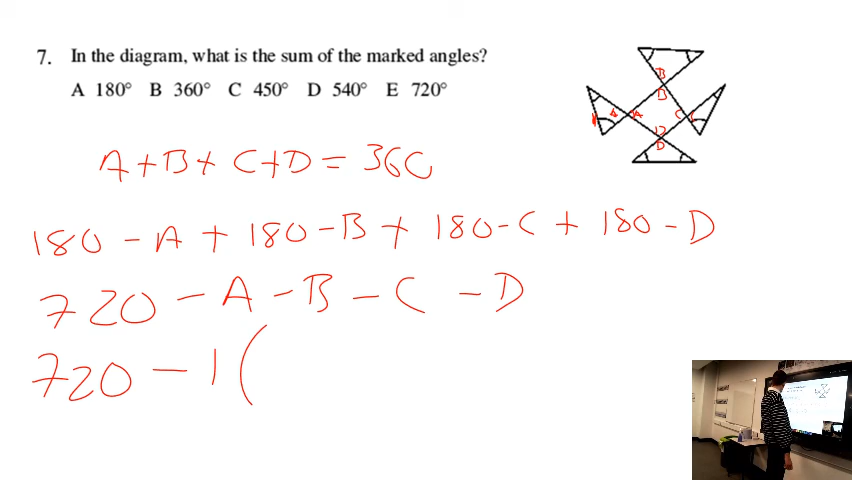 7. In the diagram, what is the sum of the marked angles?
A 180° B 360° C 450° D 540° E 720°
B
B
A A C
D
D
A + B + C + D = 360
180 - A + 180 - B + 180 - C + 180 - D
720 - A - B - C - D
720 - 1 (